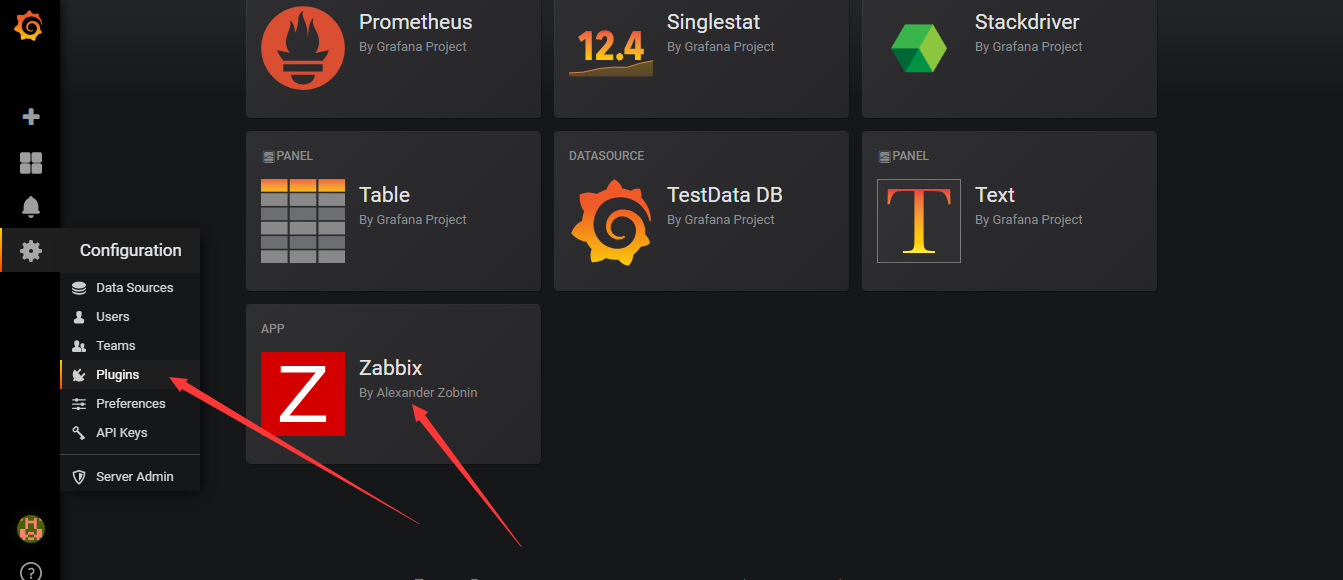 Prometheus
By Grafana Project
12.4
Singlestat
By Grafana Project
Stackdriver
By Grafana Project
PANEL
Table
By Grafana Project
DATASOURCE
TestData DB
By Grafana Project
PANEL
T
Text
By Grafana Project
Configuration
Data Sources
Users
Teams
Plugins
Preferences
API Keys
Server Admin
APP
Z
Zabbix
By Alexander Zobnin
?